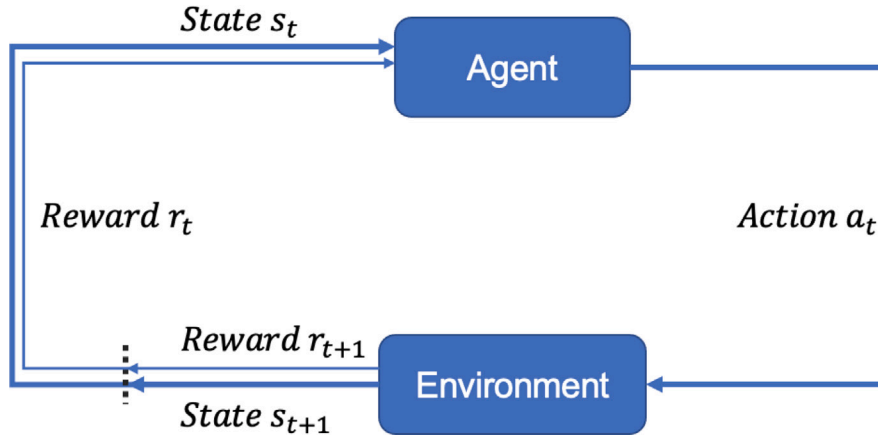 State s_t
Agent
Reward r_t
Action a_t
Reward r_{t+1}
Environment
State s_{t+1}